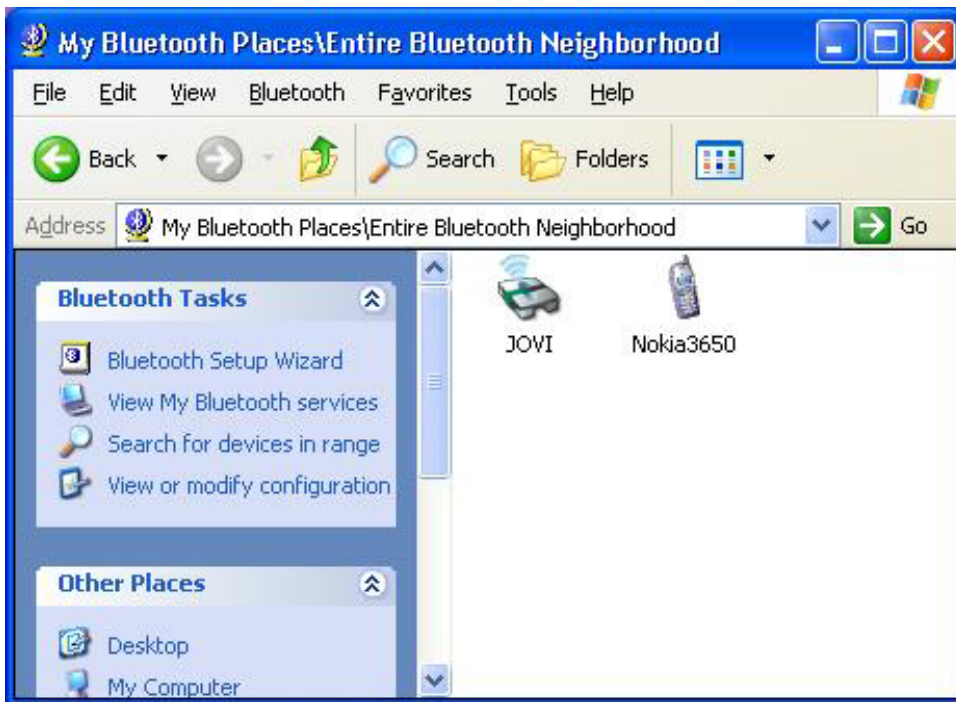 My Bluetooth Places\Entire Bluetooth Neighborhood
File Edit View Bluetooth Favorites Tools Help
Back Search Folders
Address My Bluetooth Places\Entire Bluetooth Neighborhood Go
Bluetooth Tasks
Bluetooth Setup Wizard
View My Bluetooth services
Search for devices in range
View or modify configuration
Other Places
Desktop
My Computer
JOVI Nokia3650